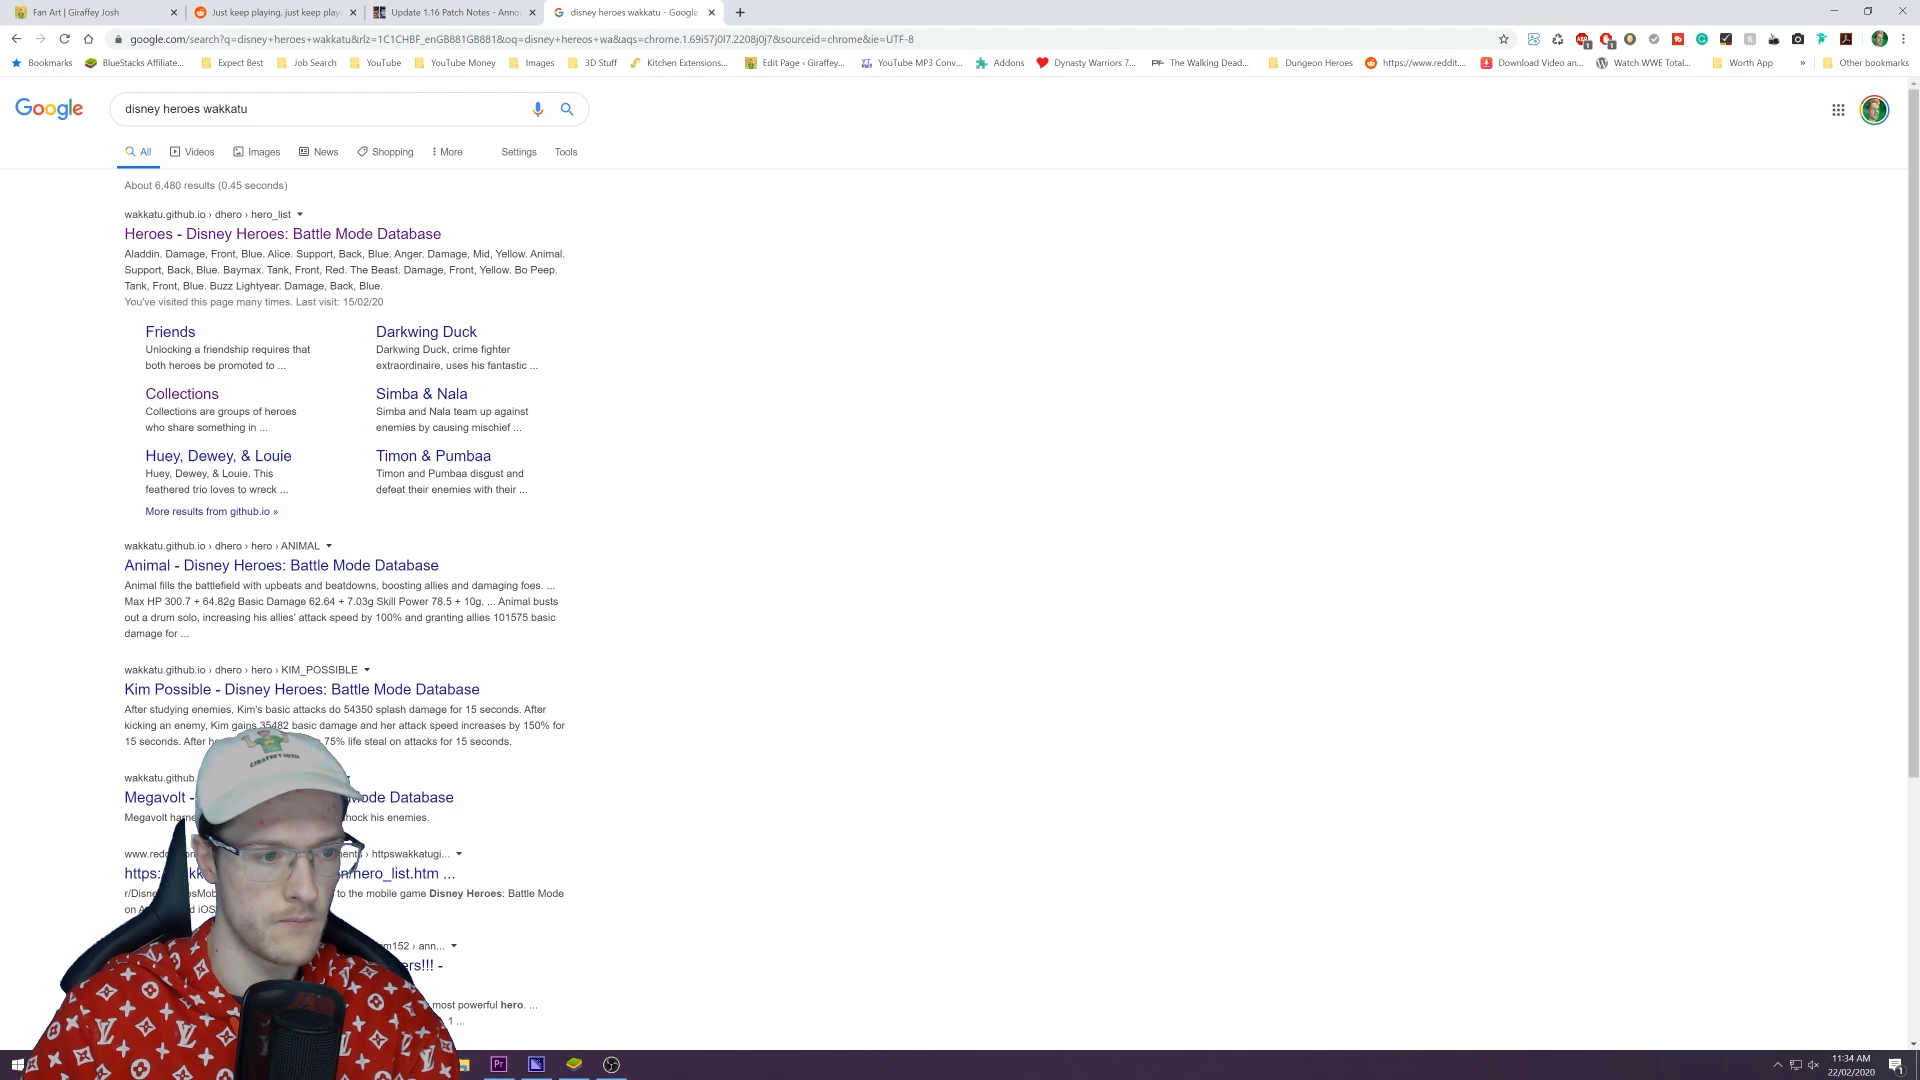 Fan Art | Giraffey Josh
Just keep playing, just keep playi
Update 1.16 Patch Notes - Annou
disney heroes wakkatu - Google
google.com/search?q=disney+heroes+wakkatu&rlz=1C1CHBF_enGB881GB881&oq=disney+hereos+wa&aqs=chrome.1.69i57j0l7.2208j0j7&sourceid=chrome&ie=UTF-8
Bookmarks
BlueStacks Affiliate...
Expect Best
Job Search
YouTube
YouTube Money
Images
3D Stuff
Kitchen Extensions...
Edit Page ‹ Giraffey...
YouTube MP3 Conv...
Addons
Dynasty Warriors 7...
The Walking Dead...
Dungeon Heroes
https://www.reddit....
Download Video an...
Watch WWE Total...
Worth App
»
Other bookmarks
Google
disney heroes wakkatu
All
Videos
Images
News
Shopping
More
Settings
Tools
About 6,480 results (0.45 seconds)
wakkatu.github.io › dhero › hero_list
Heroes - Disney Heroes: Battle Mode Database
Aladdin. Damage, Front, Blue. Alice. Support, Back, Blue. Anger. Damage, Mid, Yellow. Animal.
Support, Back, Blue. Baymax. Tank, Front, Red. The Beast. Damage, Front, Yellow. Bo Peep.
Tank, Front, Blue. Buzz Lightyear. Damage, Back, Blue.
You've visited this page many times. Last visit: 15/02/20
Friends
Unlocking a friendship requires that
both heroes be promoted to ...
Darkwing Duck
Darkwing Duck, crime fighter
extraordinaire, uses his fantastic ...
Collections
Collections are groups of heroes
who share something in ...
Simba & Nala
Simba and Nala team up against
enemies by causing mischief ...
Huey, Dewey, & Louie
Huey, Dewey, & Louie. This
feathered trio loves to wreck ...
Timon & Pumbaa
Timon and Pumbaa disgust and
defeat their enemies with their ...
More results from github.io »
wakkatu.github.io › dhero › hero › ANIMAL
Animal - Disney Heroes: Battle Mode Database
Animal fills the battlefield with upbeats and beatdowns, boosting allies and damaging foes. ...
Max HP 300.7 + 64.82g Basic Damage 62.64 + 7.03g Skill Power 78.5 + 10g. ... Animal busts
out a drum solo, increasing his allies' attack speed by 100% and granting allies 101575 basic
damage for ...
wakkatu.github.io › dhero › hero › KIM_POSSIBLE
Kim Possible - Disney Heroes: Battle Mode Database
After studying enemies, Kim's basic attacks do 54350 splash damage for 15 seconds. After
kicking an enemy, Kim gains 35482 basic damage and her attack speed increases by 150% for
15 seconds. After 75% life steal on attacks for 15 seconds.
wakkatu.github.
Megavolt - Mode Database
Megavolt hock his enemies.
› httpswakkatugi...
https: /hero_list.htm ...
to the mobile game Disney Heroes: Battle Mode
on iOS
m152 › ann...
ers!!! -
most powerful hero. ...
1 ...
GIRAFFEY JOSH
Pr
11:34 AM
22/02/2020